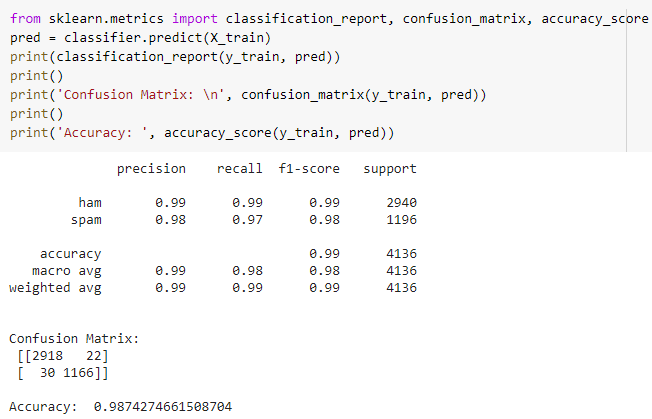 from sklearn.metrics import classification_report, confusion_matrix, accuracy_score
pred = classifier.predict(X_train)
print(classification_report(y_train, pred))
print()
print('Confusion Matrix: \n', confusion_matrix(y_train, pred))
print()
print('Accuracy: ', accuracy_score(y_train, pred))
precision recall f1-score support
ham 0.99 0.99 0.99 2940
spam 0.98 0.97 0.98 1196
accuracy 0.99 4136
macro avg 0.99 0.98 0.98 4136
weighted avg 0.99 0.99 0.99 4136
Confusion Matrix:
[[2918 22]
[ 30 1166]]
Accuracy: 0.9874274661508704